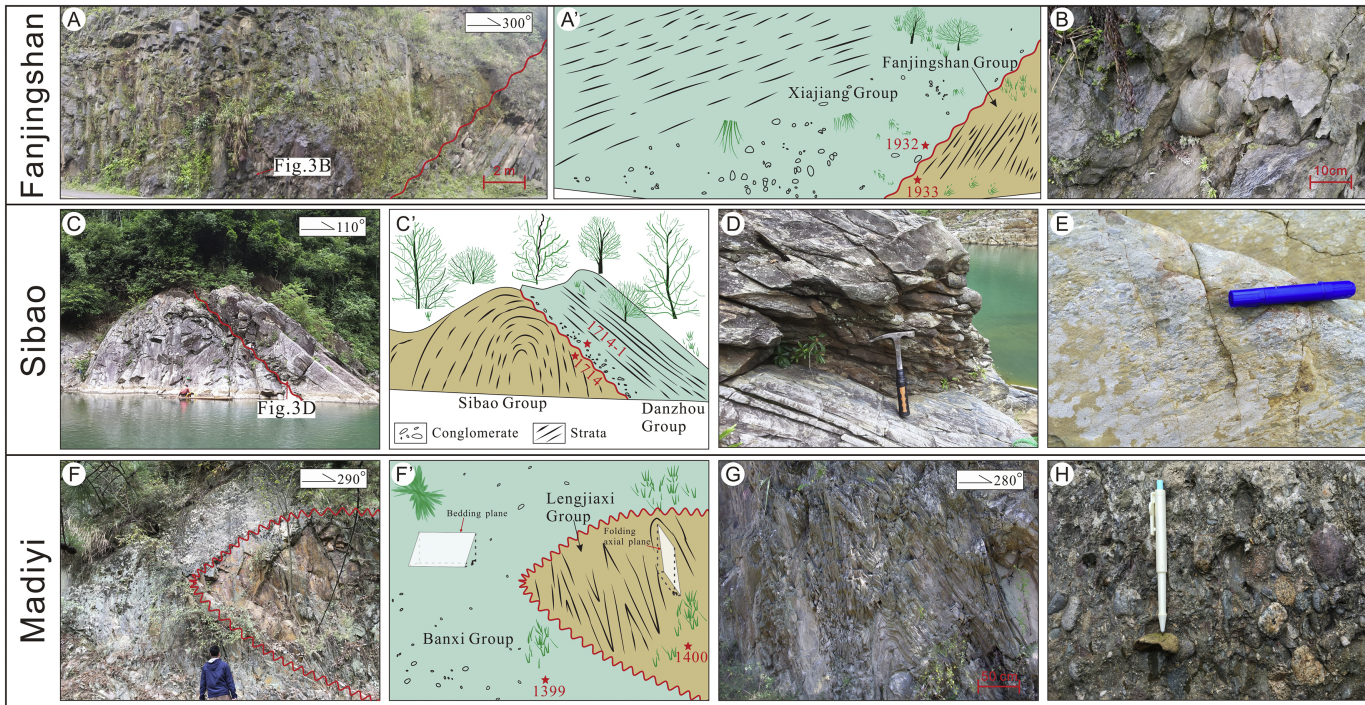 Fanjingshan
A
300°
Fig.3B
2 m
A'
Fanjingshan Group
Xiajiang Group
1932
1933
B
10cm
Sibao
C
110°
Fig.3D
C'
1714-1
1714
Sibao Group
Danzhou
Group
Conglomerate
Strata
D
E
Madiyi
F
290°
F'
Bedding plane
Lengjiaxi
Group
Folding
axial plane
Banxi Group
1399
1400
G
280°
50 cm
H